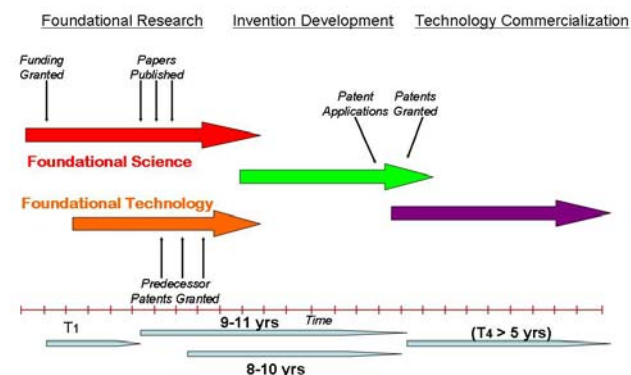 Foundational Research Invention Development Technology Commercialization
Funding Granted
Papers Published
Patent Applications
Patents Granted
Foundational Science
Foundational Technology
Predecessor
Patents Granted
T1
9-11 yrs
Time
(T4 > 5 yrs)
8-10 yrs